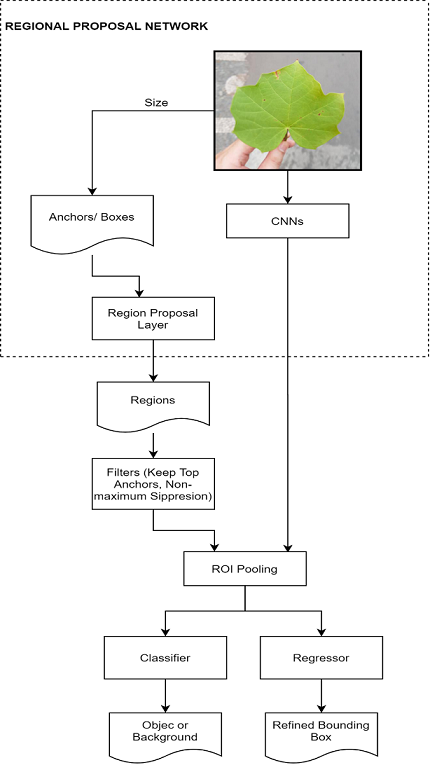 REGIONAL PROPOSAL NETWORK
Size
Anchors/ Boxes
CNNs
Region Proposal
Layer
Regions
Filters (Keep Top
Anchors, Non-
maximum Sippresion)
ROI Pooling
Classifier
Regressor
Objec or
Background
Refined Bounding
Box